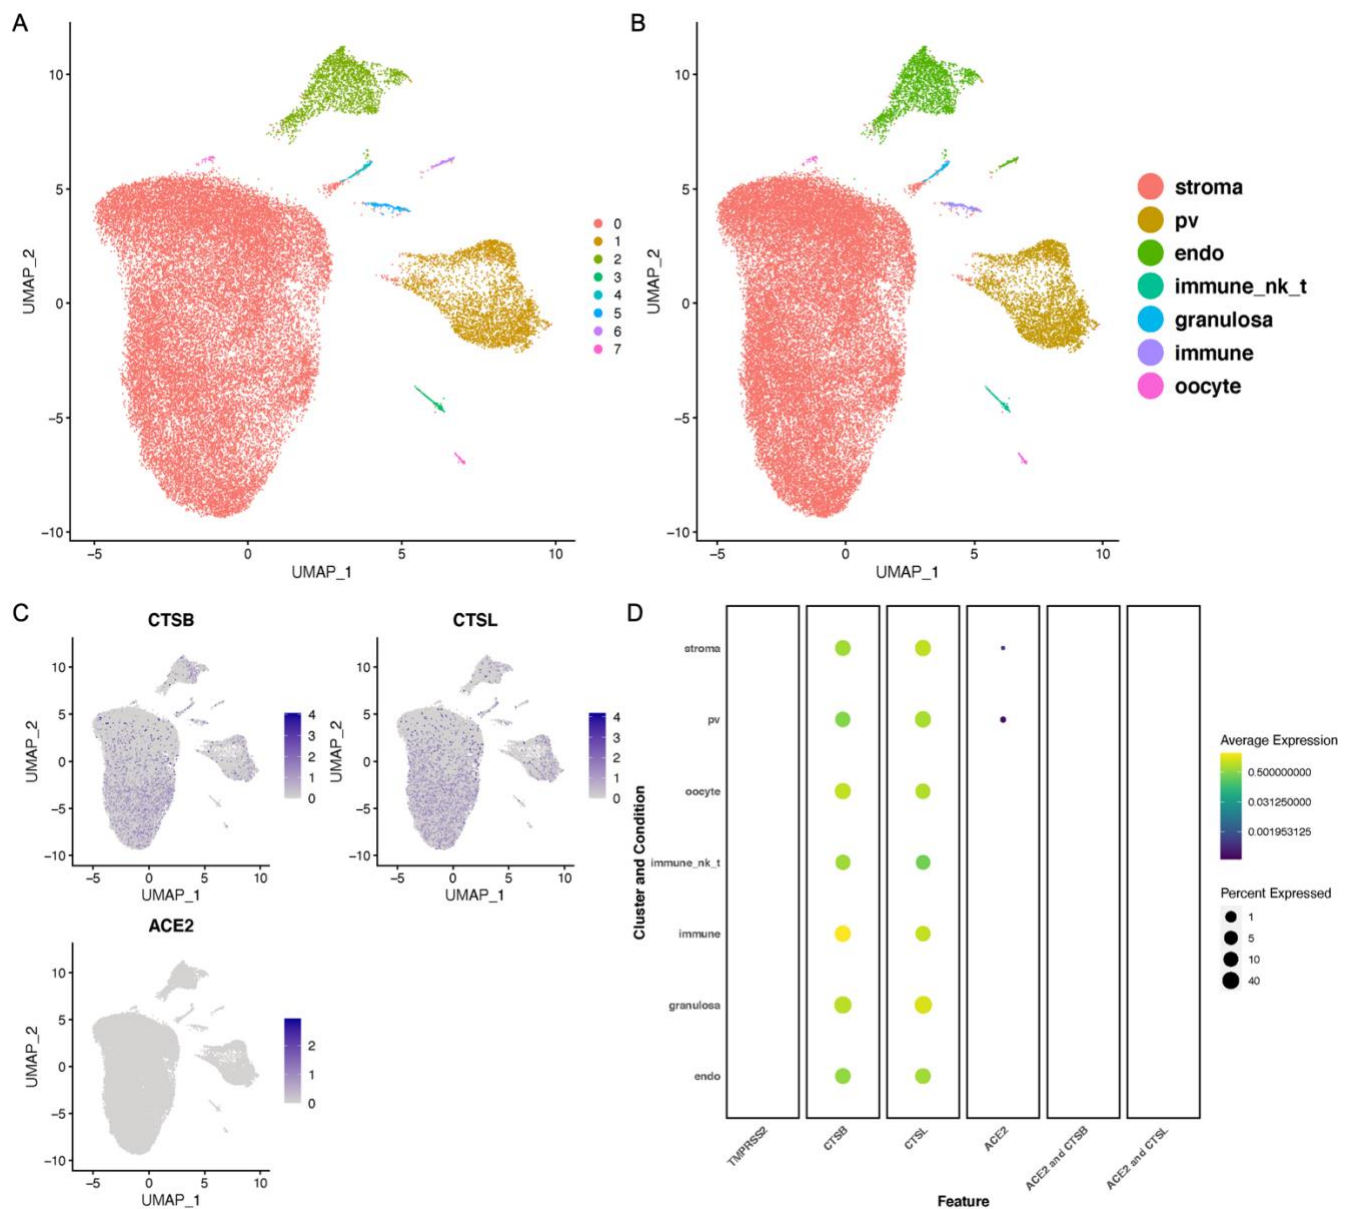 A
UMAP_2
10
5
0
−5
−10
−5
0
5
10
UMAP_1
0
1
2
3
4
5
6
7
B
UMAP_2
10
5
0
−5
−10
−5
0
5
10
UMAP_1
stroma
pv
endo
immune_nk_t
granulosa
immune
oocyte
C
CTSB
UMAP_2
10
5
0
−5
−10
−5
0
5
10
UMAP_1
4
3
2
1
0
CTSL
UMAP_2
10
5
0
−5
−10
−5
0
5
10
UMAP_1
4
3
2
1
0
ACE2
UMAP_2
10
5
0
−5
−10
−5
0
5
10
UMAP_1
2
1
0
D
Cluster and Condition
stroma
pv
oocyte
immune_nk_t
immune
granulosa
endo
TMPRSS2
CTSB
CTSL
ACE2
ACE2 and CTSB
ACE2 and CTSL
Feature
Average Expression
0.500000000
0.031250000
0.001953125
Percent Expressed
1
5
10
40